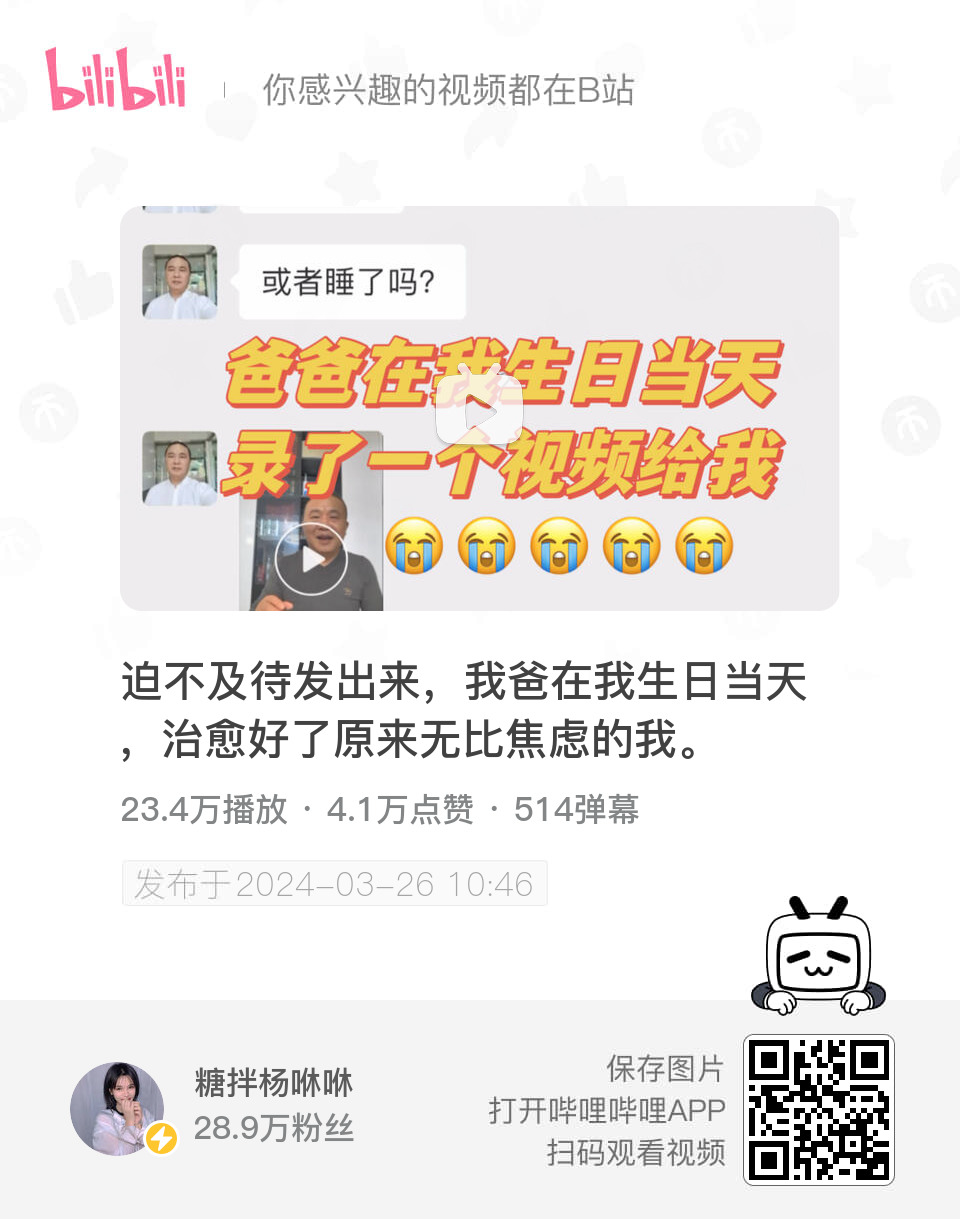 bilibili
你感兴趣的视频都在B站
或者睡了吗?
爸爸在我生日当天
录了一个视频给我
迫不及待发出来，我爸在我生日当天
，治愈好了原来无比焦虑的我。
23.4万播放 · 4.1万点赞 · 514弹幕
发布于2024-03-26 10:46
糖拌杨咻咻
28.9万粉丝
保存图片
打开哔哩哔哩APP
扫码观看视频